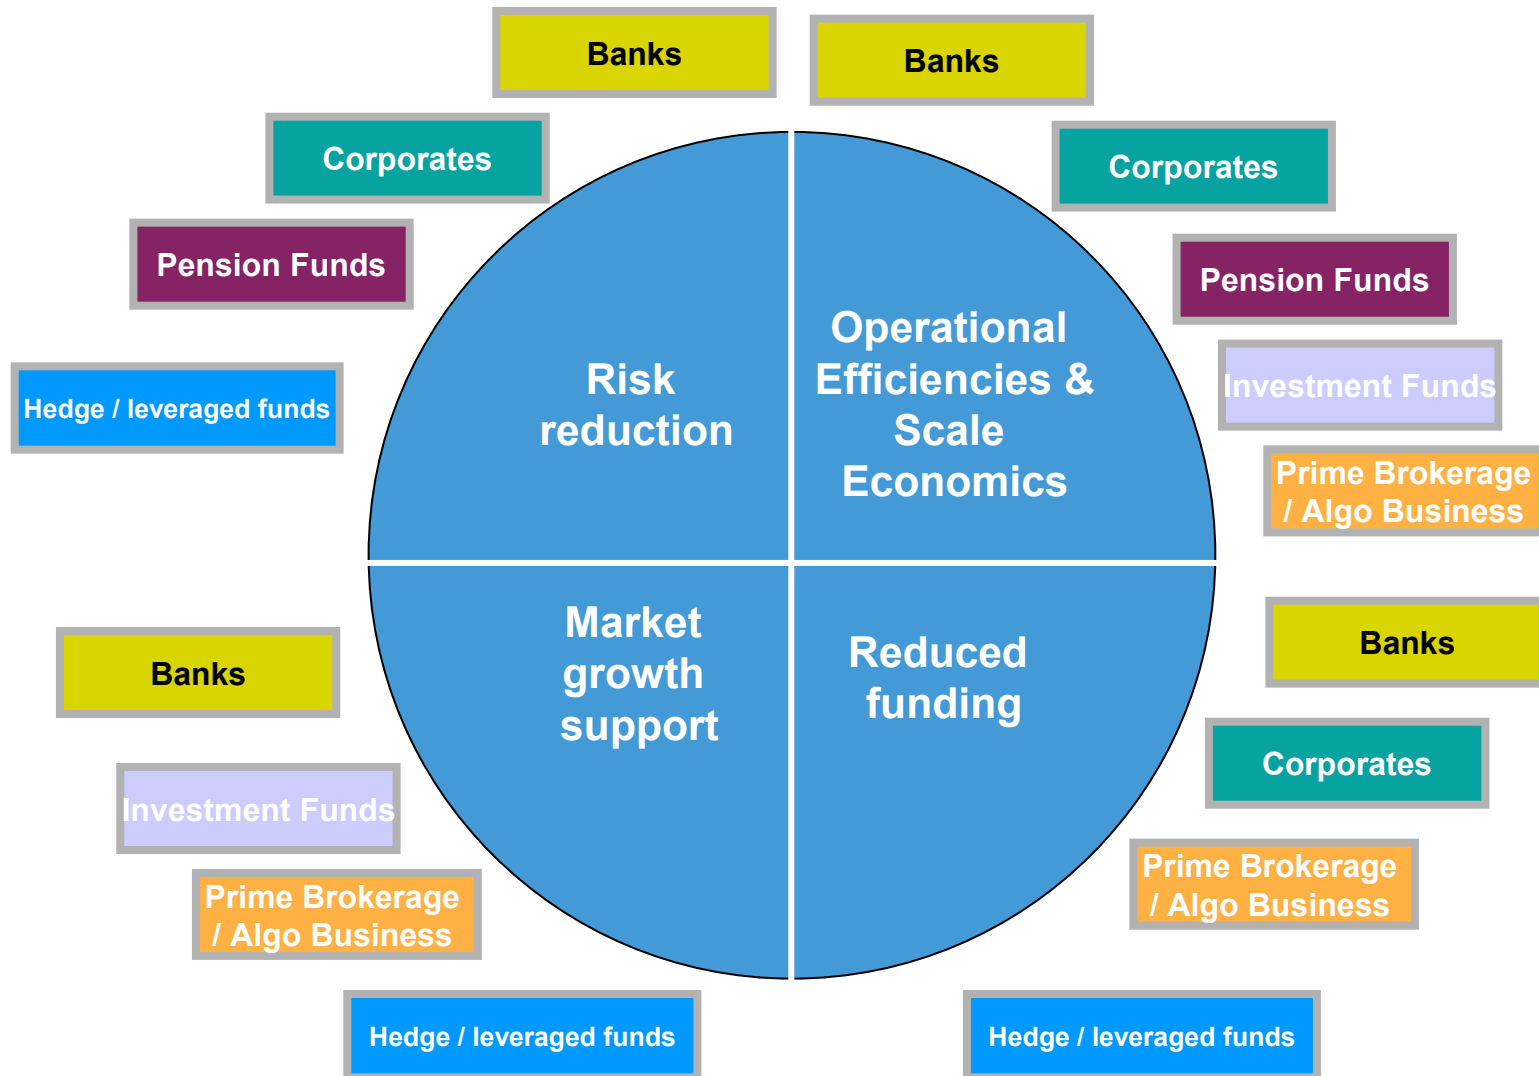 Banks
Banks
Corporates
Corporates
Pension Funds
Pension Funds
Hedge / leveraged funds
Investment Funds
Prime Brokerage
/ Algo Business
Risk
reduction
Operational
Efficiencies &
Scale
Economics
Market
growth
support
Reduced
funding
Banks
Banks
Investment Funds
Corporates
Prime Brokerage
/ Algo Business
Prime Brokerage
/ Algo Business
Hedge / leveraged funds
Hedge / leveraged funds